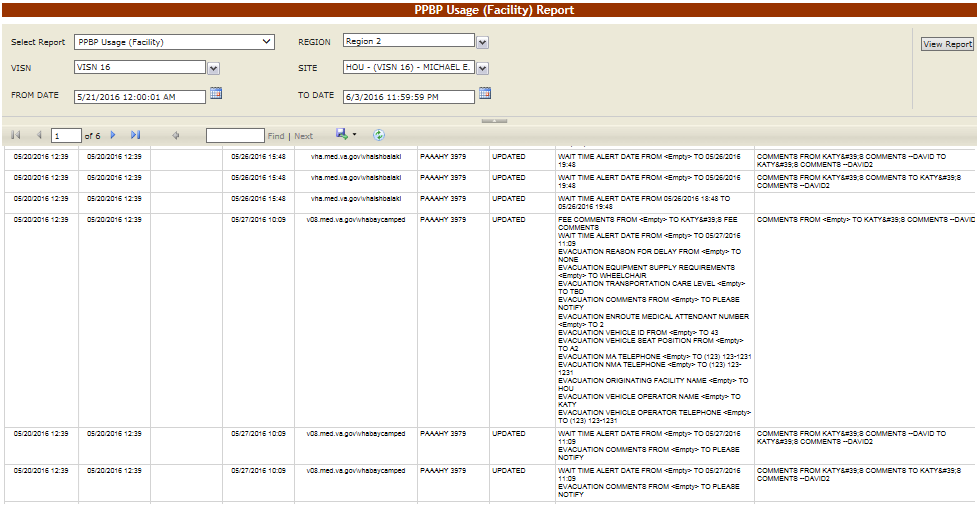 PPBP Usage (Facility) Report
Select Report PPBP Usage (Facility) REGION Region 2 View Report
VISN VISN 16 SITE HOU - (VISN 16) - MICHAEL E.
FROM DATE 5/21/2016 12:00:01 AM TO DATE 6/3/2016 11:59:59 PM
1 of 6 Find | Next
05/20/2016 12:39 05/20/2016 12:39 05/26/2016 15:48 vha.med.va.gov\vhaishbalaki PAAAHY 3979 UPDATED WAIT TIME ALERT DATE FROM <Empty> TO 05/26/2016 COMMENTS FROM KATY&#39;S COMMENTS --DAVID TO
19:48 KATY&#39;S COMMENTS --DAVID2
05/20/2016 12:39 05/20/2016 12:39 05/26/2016 15:48 vha.med.va.gov\vhaishbalaki PAAAHY 3979 UPDATED WAIT TIME ALERT DATE FROM <Empty> TO 05/26/2016 COMMENTS FROM KATY&#39;S COMMENTS TO KATY&#39;S
19:48 COMMENTS --DAVID2
05/20/2016 12:39 05/20/2016 12:39 05/26/2016 15:48 vha.med.va.gov\vhaishbalaki PAAAHY 3979 UPDATED WAIT TIME ALERT DATE FROM 05/26/2016 18:48 TO
05/26/2016 19:48
05/20/2016 12:39 05/20/2016 12:39 05/27/2016 10:09 v08.med.va.gov\vhabaycamped PAAAHY 3979 UPDATED FEE COMMENTS FROM <Empty> TO KATY&#39;S FEE COMMENTS FROM <Empty> TO KATY&#39;S COMMENTS --DAVID
COMMENTS
WAIT TIME ALERT DATE FROM <Empty> TO 05/27/2016
11:09
EVACUATION REASON FOR DELAY FROM <Empty> TO
NONE
EVACUATION EQUIPMENT SUPPLY REQUIREMENTS
<Empty> TO WHEELCHAIR
EVACUATION TRANSPORTATION CARE LEVEL <Empty>
TO TBD
EVACUATION COMMENTS FROM <Empty> TO PLEASE
NOTIFY
EVACUATION ENROUTE MEDICAL ATTENDANT NUMBER
<Empty> TO 2
EVACUATION VEHICLE ID FROM <Empty> TO 43
EVACUATION VEHICLE SEAT POSITION FROM <Empty>
TO A2
EVACUATION MA TELEPHONE <Empty> TO (123) 123-1231
EVACUATION NMA TELEPHONE <Empty> TO (123) 123-
1231
EVACUATION ORIGINATING FACILITY NAME <Empty> TO
HOU
EVACUATION VEHICLE OPERATOR NAME <Empty> TO
KATY
EVACUATION VEHICLE OPERATOR TELEPHONE <Empty>
TO (123) 123-1231
05/20/2016 12:39 05/20/2016 12:39 05/27/2016 10:09 v08.med.va.gov\vhabaycamped PAAAHY 3979 UPDATED WAIT TIME ALERT DATE FROM <Empty> TO 05/27/2016 COMMENTS FROM KATY&#39;S COMMENTS --DAVID TO
11:09 KATY&#39;S COMMENTS --DAVID2
EVACUATION COMMENTS FROM <Empty> TO PLEASE
NOTIFY
05/20/2016 12:39 05/20/2016 12:39 05/27/2016 10:09 v08.med.va.gov\vhabaycamped PAAAHY 3979 UPDATED WAIT TIME ALERT DATE FROM <Empty> TO 05/27/2016 COMMENTS FROM KATY&#39;S COMMENTS TO KATY&#39;S
11:09 COMMENTS --DAVID2
EVACUATION COMMENTS FROM <Empty> TO PLEASE
NOTIFY